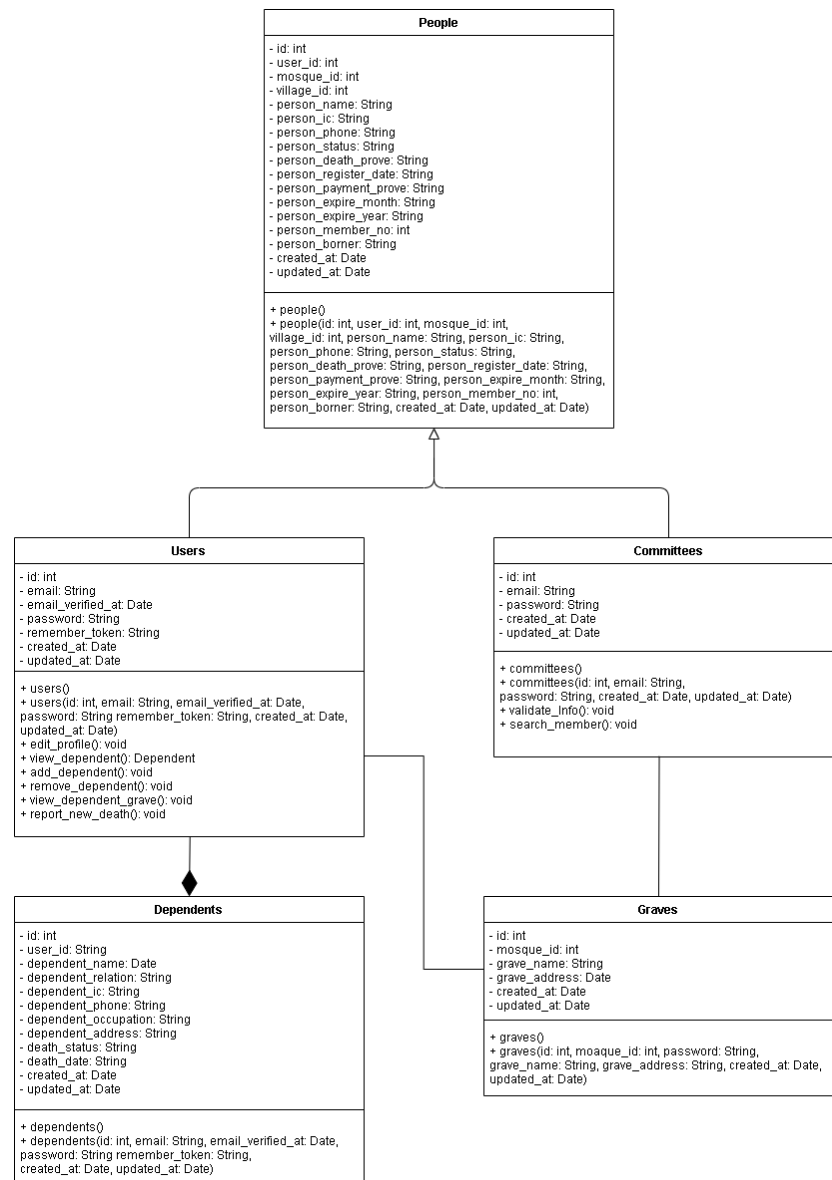 People
- id: int
- user_id: int
- mosque_id: int
- village_id: int
- person_name: String
- person_ic: String
- person_phone: String
- person_status: String
- person_death_prove: String
- person_register_date: String
- person_payment_prove: String
- person_expire_month: String
- person_expire_year: String
- person_member_no: int
- person_borner: String
- created_at: Date
- updated_at: Date
+ people()
+ people(id: int, user_id: int, mosque_id: int,
village_id: int, person_name: String, person_ic: String,
person_phone: String, person_status: String,
person_death_prove: String, person_register_date: String,
person_payment_prove: String, person_expire_month: String,
person_expire_year: String, person_member_no: int,
person_borner: String, created_at: Date, updated_at: Date)
Users
- id: int
- email: String
- email_verified_at: Date
- password: String
- remember_token: String
- created_at: Date
- updated_at: Date
+ users()
+ users(id: int, email: String, email_verified_at: Date,
password: String remember_token: String, created_at: Date,
updated_at: Date)
+ edit_profile(): void
+ view_dependent(): Dependent
+ add_dependent(): void
+ remove_dependent(): void
+ view_dependent_grave(): void
+ report_new_death(): void
Committees
- id: int
- email: String
- password: String
- created_at: Date
- updated_at: Date
+ committees()
+ committees(id: int, email: String,
password: String, created_at: Date, updated_at: Date)
+ validate_Info(): void
+ search_member(): void
Dependents
- id: int
- user_id: String
- dependent_name: Date
- dependent_relation: String
- dependent_ic: String
- dependent_phone: String
- dependent_occupation: String
- dependent_address: String
- death_status: String
- death_date: String
- created_at: Date
- updated_at: Date
+ dependents()
+ dependents(id: int, email: String, email_verified_at: Date,
password: String remember_token: String,
created_at: Date, updated_at: Date)
Graves
- id: int
- mosque_id: int
- grave_name: String
- grave_address: Date
- created_at: Date
- updated_at: Date
+ graves()
+ graves(id: int, moaque_id: int, password: String,
grave_name: String, grave_address: String, created_at: Date,
updated_at: Date)